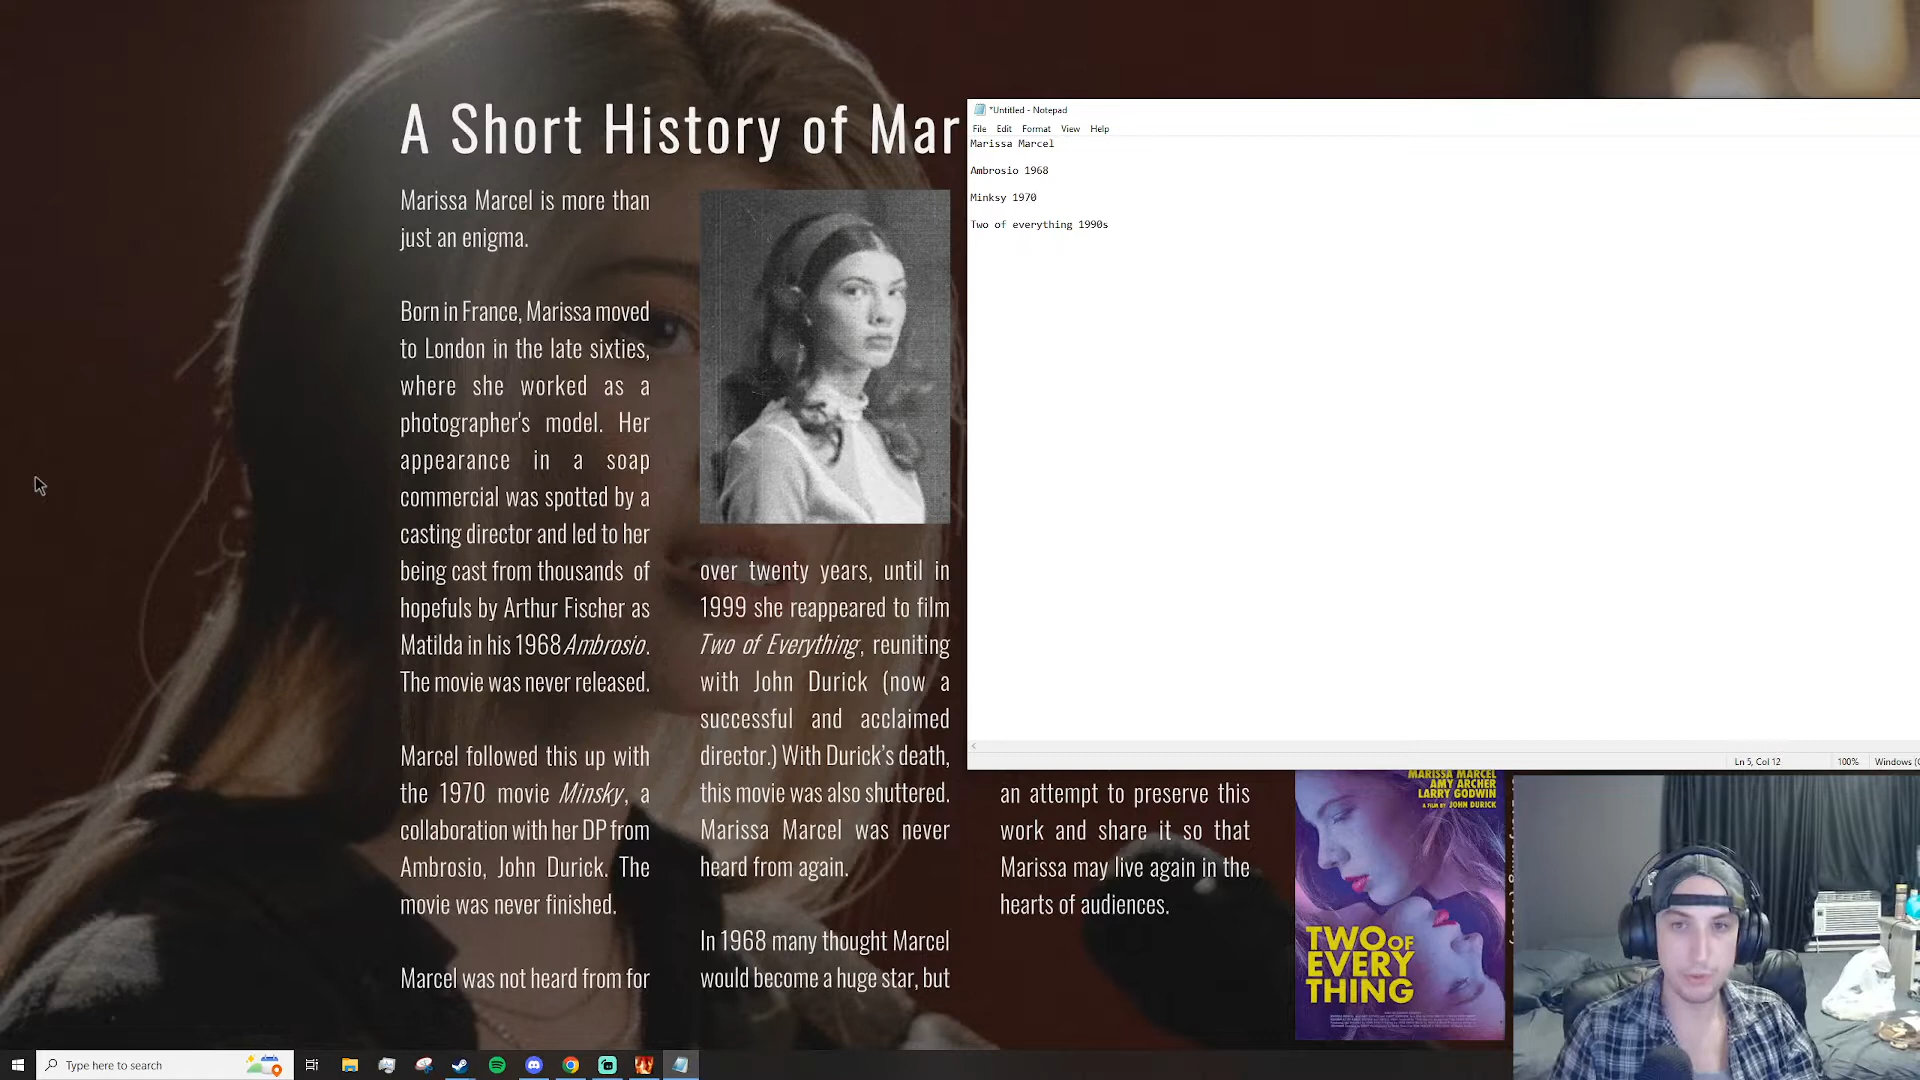 A Short History of Mar
Marissa Marcel is more than
just an enigma.
Born in France, Marissa moved
to London in the late sixties,
where she worked as a
photographer's model. Her
appearance in a soap
commercial was spotted by a
casting director and led to her
being cast from thousands of
hopefuls by Arthur Fischer as
Matilda in his 1968 Ambrosio.
The movie was never released.
Marcel followed this up with
the 1970 movie Minsky, a
collaboration with her DP from
Ambrosio, John Durick. The
movie was never finished.
Marcel was not heard from for
over twenty years, until in
1999 she reappeared to film
Two of Everything, reuniting
with John Durick (now a
successful and acclaimed
director.) With Durick's death,
this movie was also shuttered.
Marissa Marcel was never
heard from again.
In 1968 many thought Marcel
would become a huge star, but
an attempt to preserve this
work and share it so that
Marissa may live again in the
hearts of audiences.
*Untitled - Notepad
File Edit Format View Help
Marissa Marcel
Ambrosio 1968
Minksy 1970
Two of everything 1990s
Ln 5, Col 12 100% Windows (C
MARISSA MARCEL
AMY ARCHER
LARRY GODWIN
A FILM BY JOHN DURICK
TWO OF
EVERY
THING
Type here to search